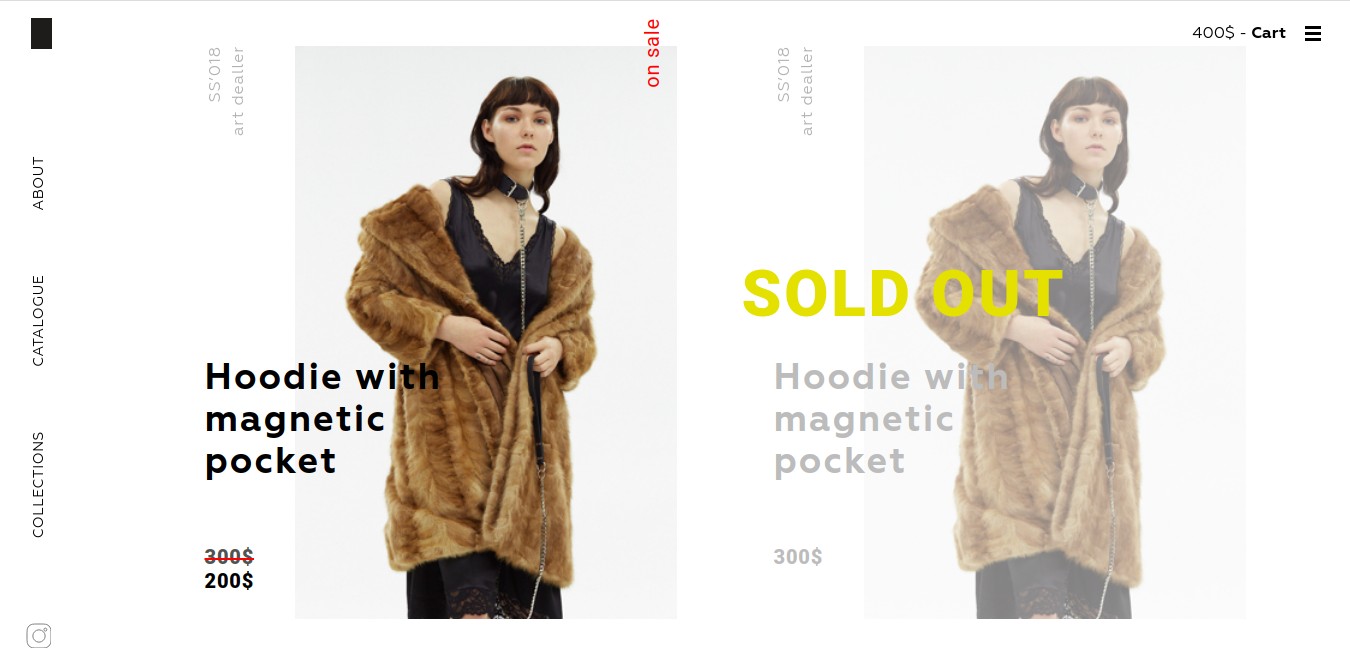 400$ - Cart
ABOUT
CATALOGUE
COLLECTIONS
SS'018
art dealler
on sale
Hoodie with
magnetic
pocket
300$
200$
SS'018
art dealler
SOLD OUT
Hoodie with
magnetic
pocket
300$